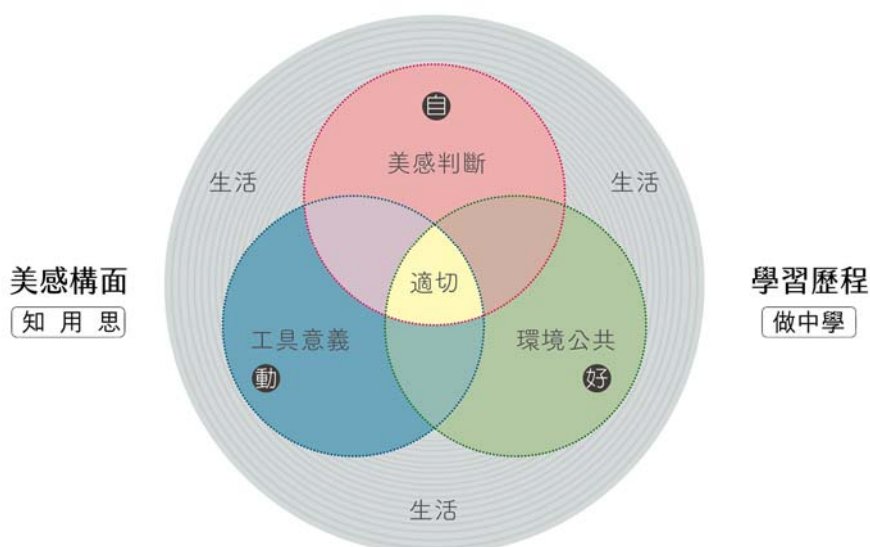 自
美感判斷
生活
生活
美感構面
知 用 思
適切
學習歷程
做中學
工具意義
環境公共
動
好
生活